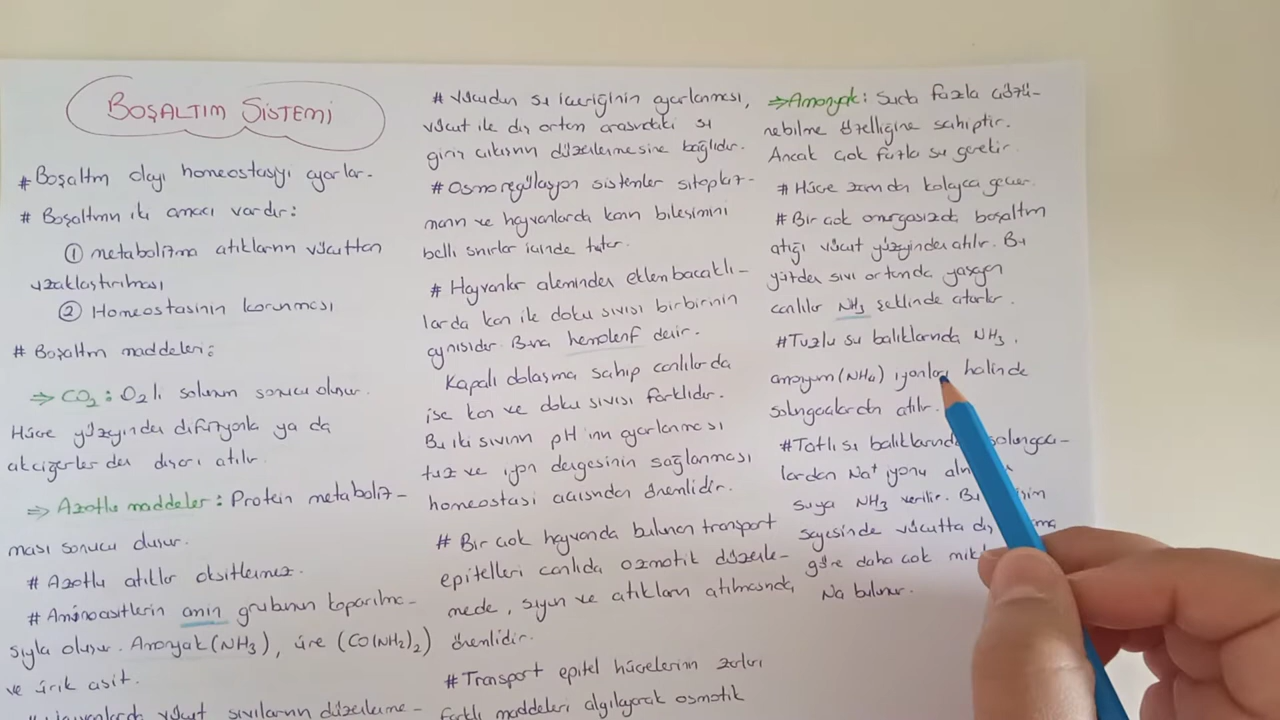 BOŞALTIM SİSTEMİ
# Boşaltım olayı homeostasiyi ayarlar.
# Boşaltımın iki amacı vardır:
① metabolizma atıkların vücuttan
uzaklaştırılması
② Homeostasinin korunması
# Boşaltım maddeleri:
⇒ CO₂: O₂li solunum sonucu oluşur.
Hücre yüzeyinden difüzyonla ya da
akciğerlerden dışarı atılır.
⇒ Azotlu maddeler: Protein metaboliz-
ması sonucu oluşur.
# Azotlu atıklar oksitlenmez.
# Aminoasitlerin amin grubunun koparılma-
sıyla oluşur. Amonyak (NH3), üre (CO(NH2)2)
ve ürik asit.
vücut sıvılarının düzenlenme-
# Vücudun su içeriğinin ayarlanması,
vücut ile dış ortam arasındaki su
giriş çıkışının düzenlenmesine bağlıdır.
# Osmoregülasyon sistemler sitoplaz-
manın ve hayvanlarda kanın bileşimini
belli sınırlar içinde tutar.
# Hayvanlar aleminden eklembacaklı-
larda kan ile doku sıvısı birbirinin
aynısıdır. Buna hemolenf denir.
Kapalı dolaşıma sahip canlılarda
ise kan ve doku sıvısı farklıdır.
Bu iki sıvının pH'ının ayarlanması
tuz ve iyon dengesinin sağlanması
homeostasi açısından önemlidir.
# Bir çok hayvanda bulunan transport
epitelleri canlıda ozmotik düzenle-
mede, sıyun ve atıkların atılmasında
önemlidir.
# Transport epitel hücrelerinin zarları
farklı maddeleri algılayarak osmotik
⇒ Amonyak: Suda fazla çözü-
nebilme özelliğine sahiptir.
Ancak çok fazla su gerekir.
# Hücre zarından kolayca geçer.
# Bir çok omurgasızda boşaltım
atığı vücut yüzeyinden atılır. Bu
yüzden sıvı ortamda yaşayan
canlılar NH3 şeklinde atarlar.
# Tuzlu su balıklarında NH3,
amonyum (NH4) iyonları halinde
solungaçlardan atılır.
# Tatlı su balıklarında solungaç-
lardan Na⁺ iyonu
suya NH3 verilir.
sayesinde vücutta
göre daha çok
Na bulunur.